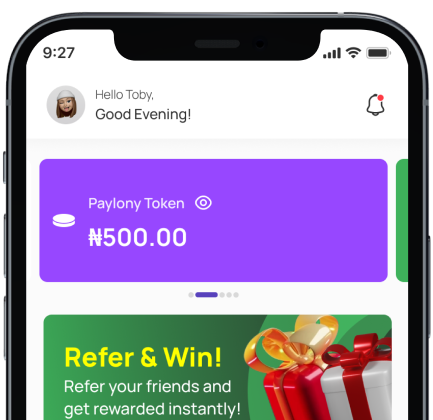 9:27
Hello Toby,
Good Evening!
Paylony Token
₦500.00
Refer & Win!
Refer your friends and
get rewarded instantly!